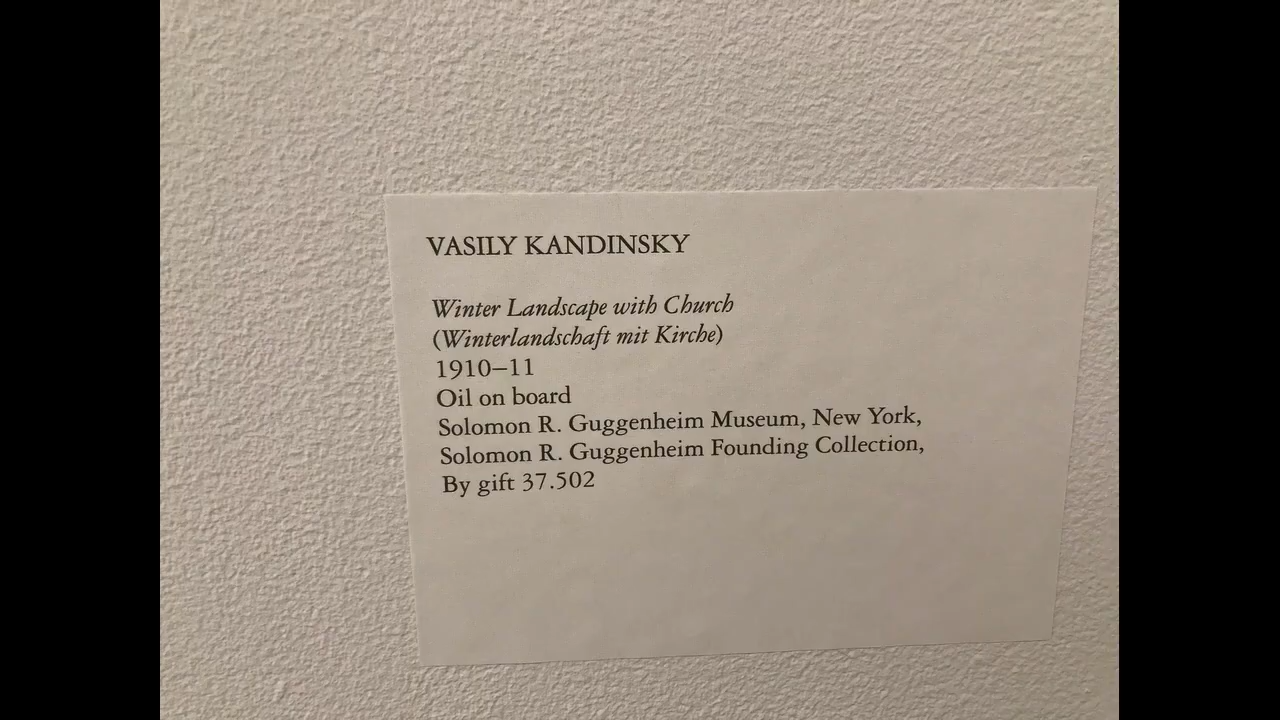 VASILY KANDINSKY
Winter Landscape with Church
(Winterlandschaft mit Kirche)
1910–11
Oil on board
Solomon R. Guggenheim Museum, New York,
Solomon R. Guggenheim Founding Collection,
By gift 37.502